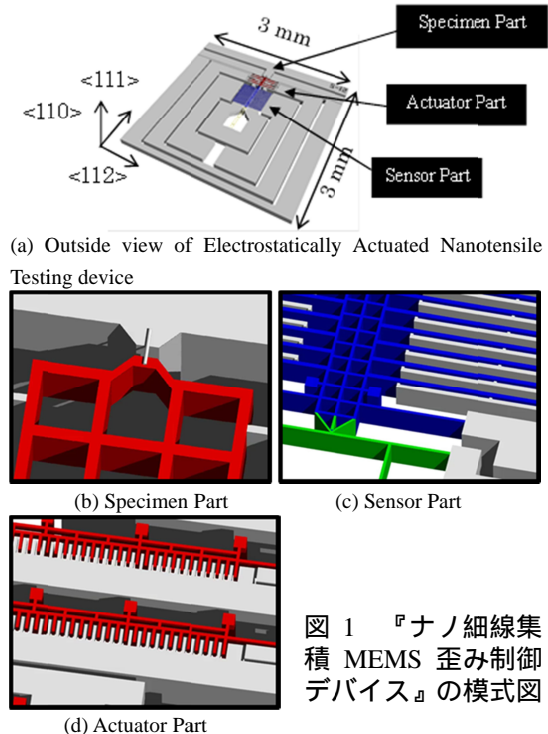 3 mm
Specimen Part
<111>
<110>
<112>
Actuator Part
Sensor Part
3 mm
(a) Outside view of Electrostatically Actuated Nanotensile
Testing device
(b) Specimen Part
(c) Sensor Part
図 1 『ナノ細線集
積 MEMS 歪み制御
デバイス』の模式図
(d) Actuator Part